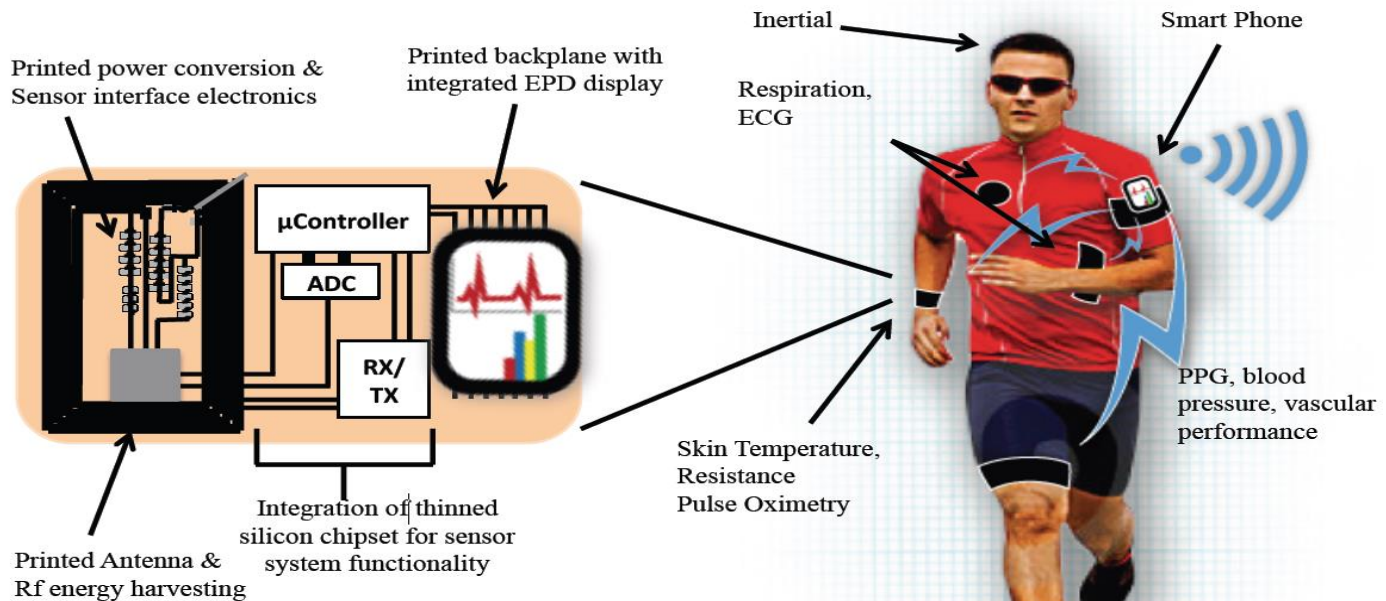 Printed power conversion &
Sensor interface electronics
Printed backplane with
integrated EPD display
µController
ADC
RX/
TX
Integration of thinned
silicon chipset for sensor
system functionality
Printed Antenna &
Rf energy harvesting
Inertial
Smart Phone
Respiration,
ECG
Skin Temperature,
Resistance
Pulse Oximetry
PPG, blood
pressure, vascular
performance